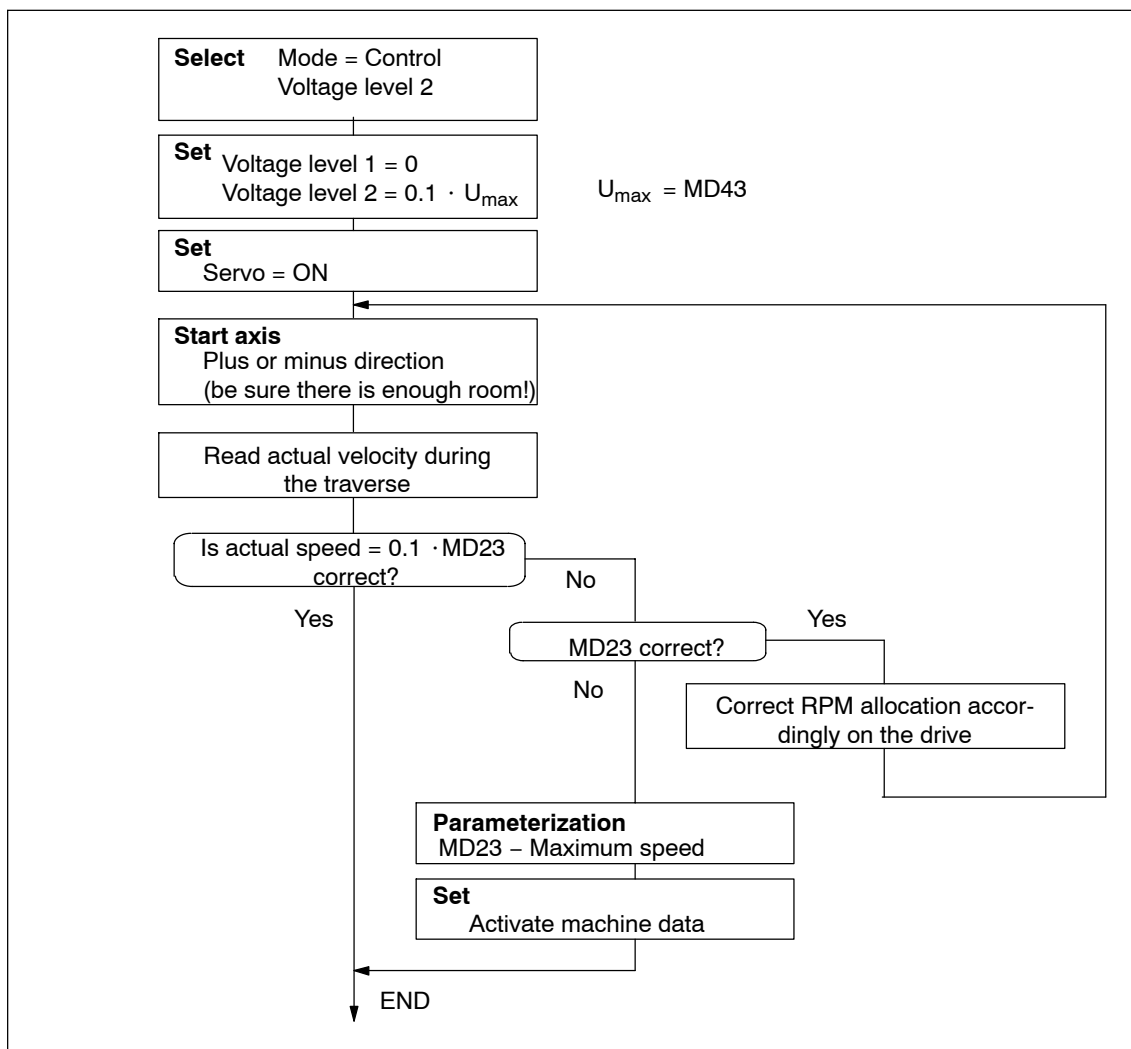 Select Mode = Control
Voltage level 2
Set Voltage level 1 = 0
Voltage level 2 = 0.1 · Umax
Umax = MD43
Set
Servo = ON
Start axis
Plus or minus direction
(be sure there is enough room!)
Read actual velocity during
the traverse
Is actual speed = 0.1 ·MD23
correct?
No
Yes
MD23 correct?
Yes
No
Correct RPM allocation accor-
dingly on the drive
Parameterization
MD23 − Maximum speed
Set
Activate machine data
END